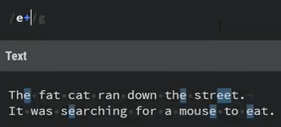 /e+/g
Text
The fat cat ran down the street.
It was searching for a mouse to eat.